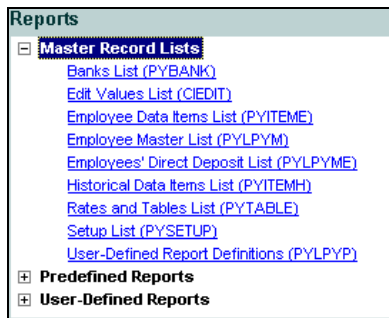 Reports
Master Record Lists
Banks List (PYBANK)
Edit Values List (CIEDIT)
Employee Data Items List (PYITEME)
Employee Master List (PYLPYM)
Employees' Direct Deposit List (PYLPYME)
Historical Data Items List (PYITEMH)
Rates and Tables List (PYTABLE)
Setup List (PYSETUP)
User-Defined Report Definitions (PYLPYP)
Predefined Reports
User-Defined Reports